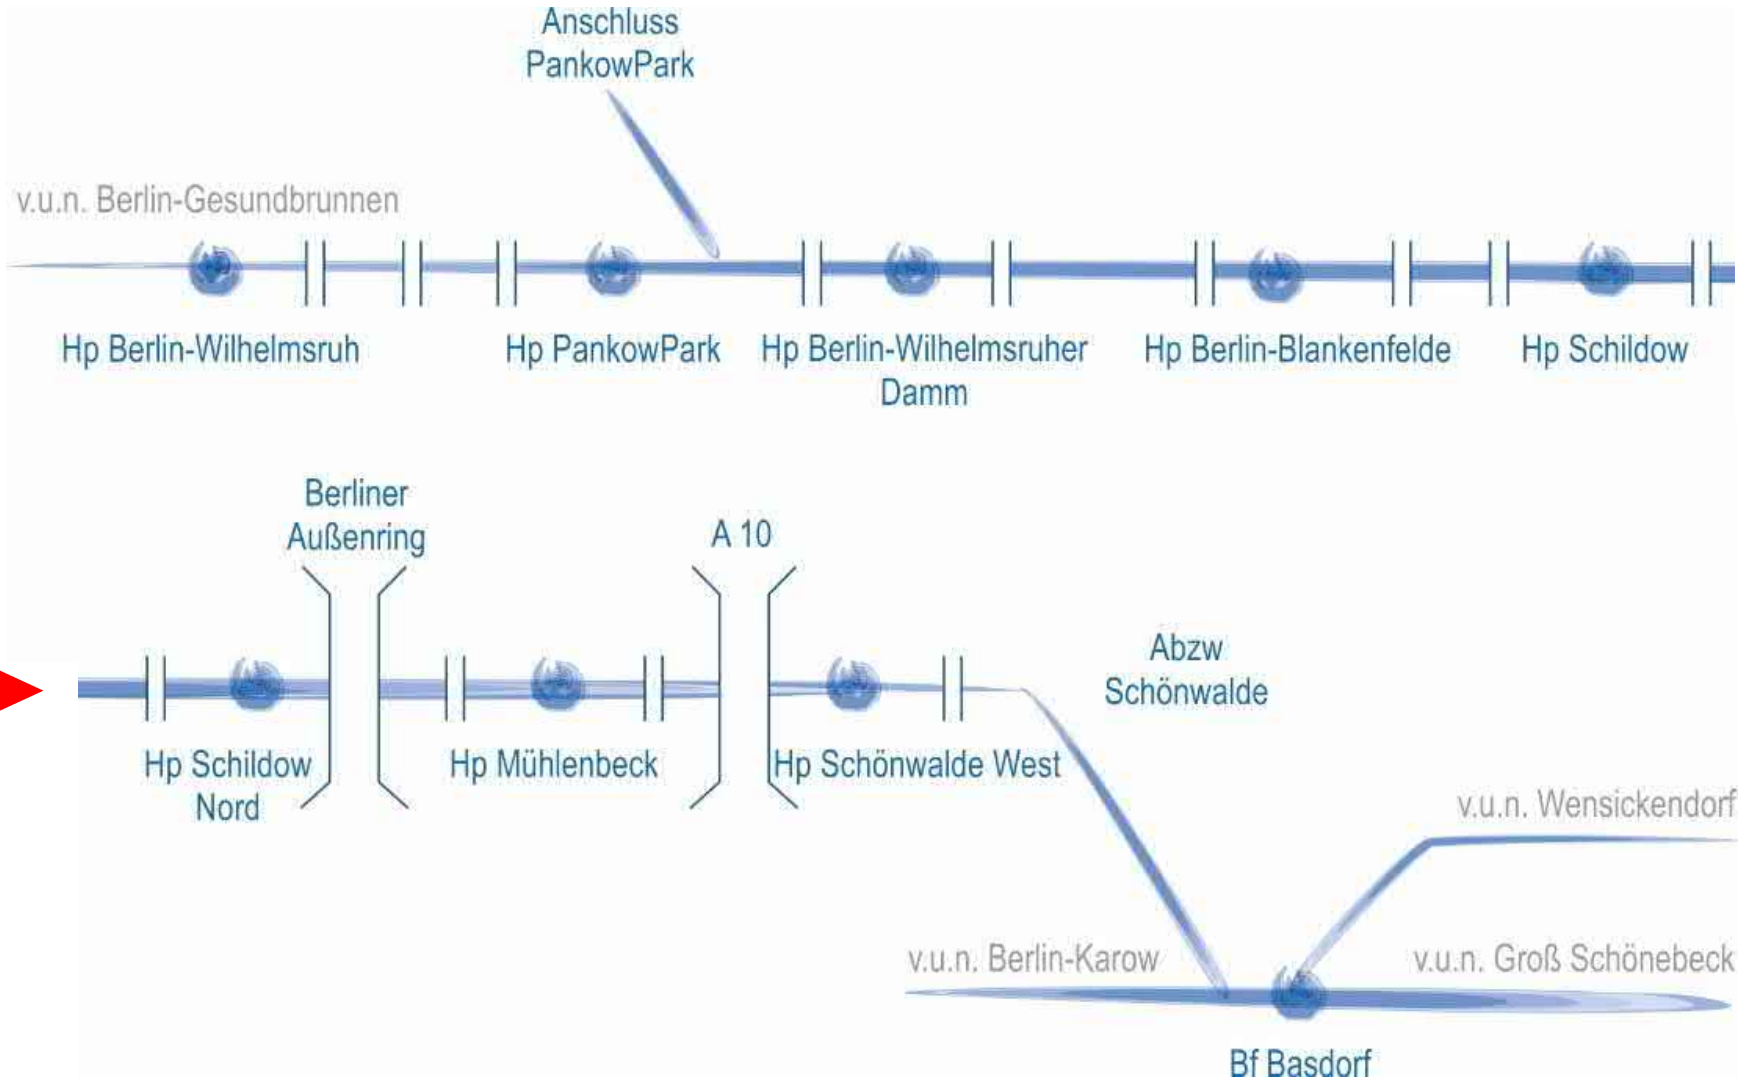 Anschluss
PankowPark
v.u.n. Berlin-Gesundbrunnen
Hp Berlin-Wilhelmsruh
Hp PankowPark
Hp Berlin-Wilhelmsruher
Damm
Hp Berlin-Blankenfelde
Hp Schildow
Berliner
Außenring
A 10
Abzw
Schönwalde
Hp Schildow
Nord
Hp Mühlenbeck
Hp Schönwalde West
v.u.n. Wensickendorf
v.u.n. Berlin-Karow
v.u.n. Groß Schönebeck
Bf Basdorf